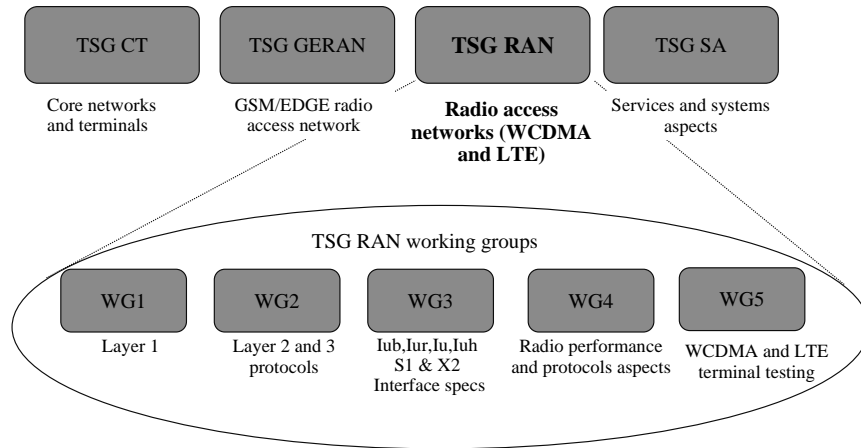 TSG CT
TSG GERAN
TSG RAN
TSG SA
Core networks
and terminals
GSM/EDGE radio
access network
Radio access
networks (WCDMA
and LTE)
Services and systems
aspects
TSG RAN working groups
WG1
WG2
WG3
WG4
WG5
Layer 1
Layer 2 and 3
protocols
Iub,Iur,Iu,Iuh
S1 & X2
Interface specs
Radio performance
and protocols aspects
WCDMA and LTE
terminal testing